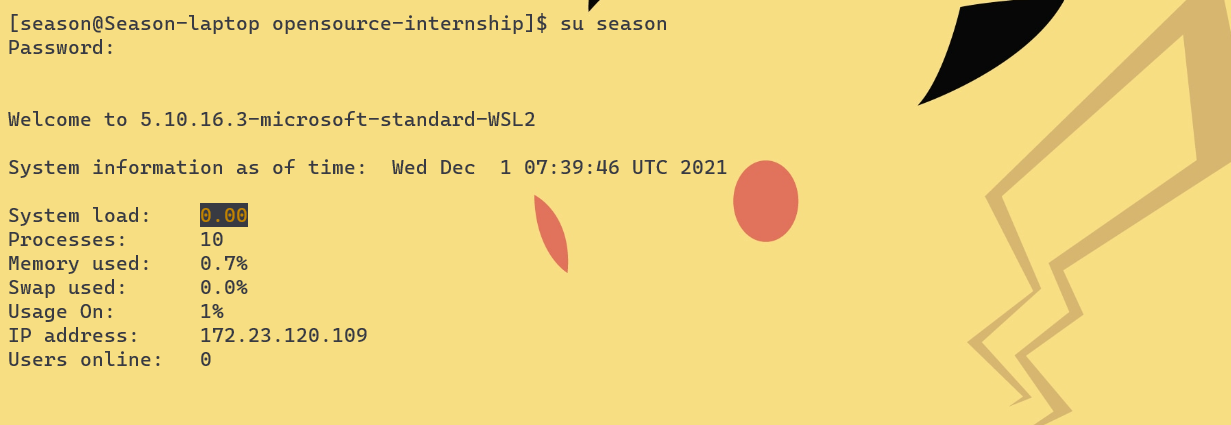 [season@Season-laptop opensource-internship]$ su season
Password:
Welcome to 5.10.16.3-microsoft-standard-WSL2
System information as of time:  Wed Dec  1 07:39:46 UTC 2021
System load:    0.00
Processes:      10
Memory used:    0.7%
Swap used:      0.0%
Usage On:       1%
IP address:     172.23.120.109
Users online:   0